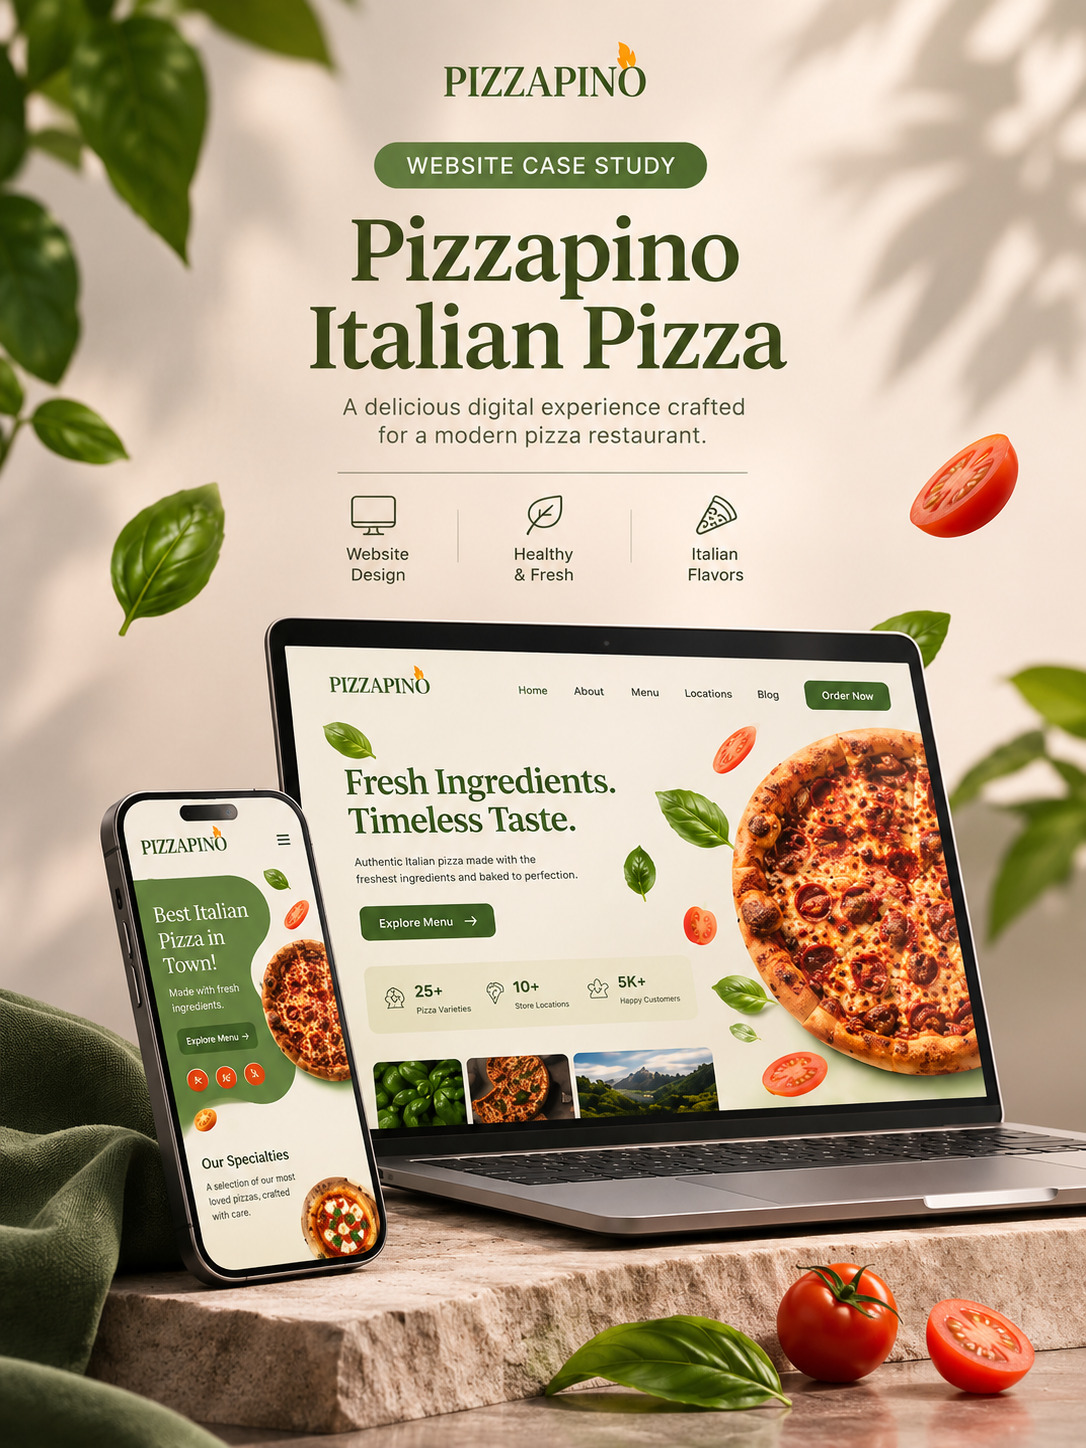 PIZZAPINO
WEBSITE CASE STUDY
Pizzapino
Italian Pizza
A delicious digital experience crafted
for a modern pizza restaurant.
Website
Design
Healthy
& Fresh
Italian
Flavors
PIZZAPINO
Home
About
Menu
Locations
Blog
Order Now
Fresh Ingredients.
Timeless Taste.
Authentic Italian pizza made with the
freshest ingredients and baked to perfection.
Explore Menu →
25+
Pizza Varieties
10+
Store Locations
5K+
Happy Customers
PIZZAPINO
Best Italian
Pizza in
Town!
Made with fresh
ingredients.
Explore Menu →
Our Specialties
A selection of our most
loved pizzas, crafted
with care.